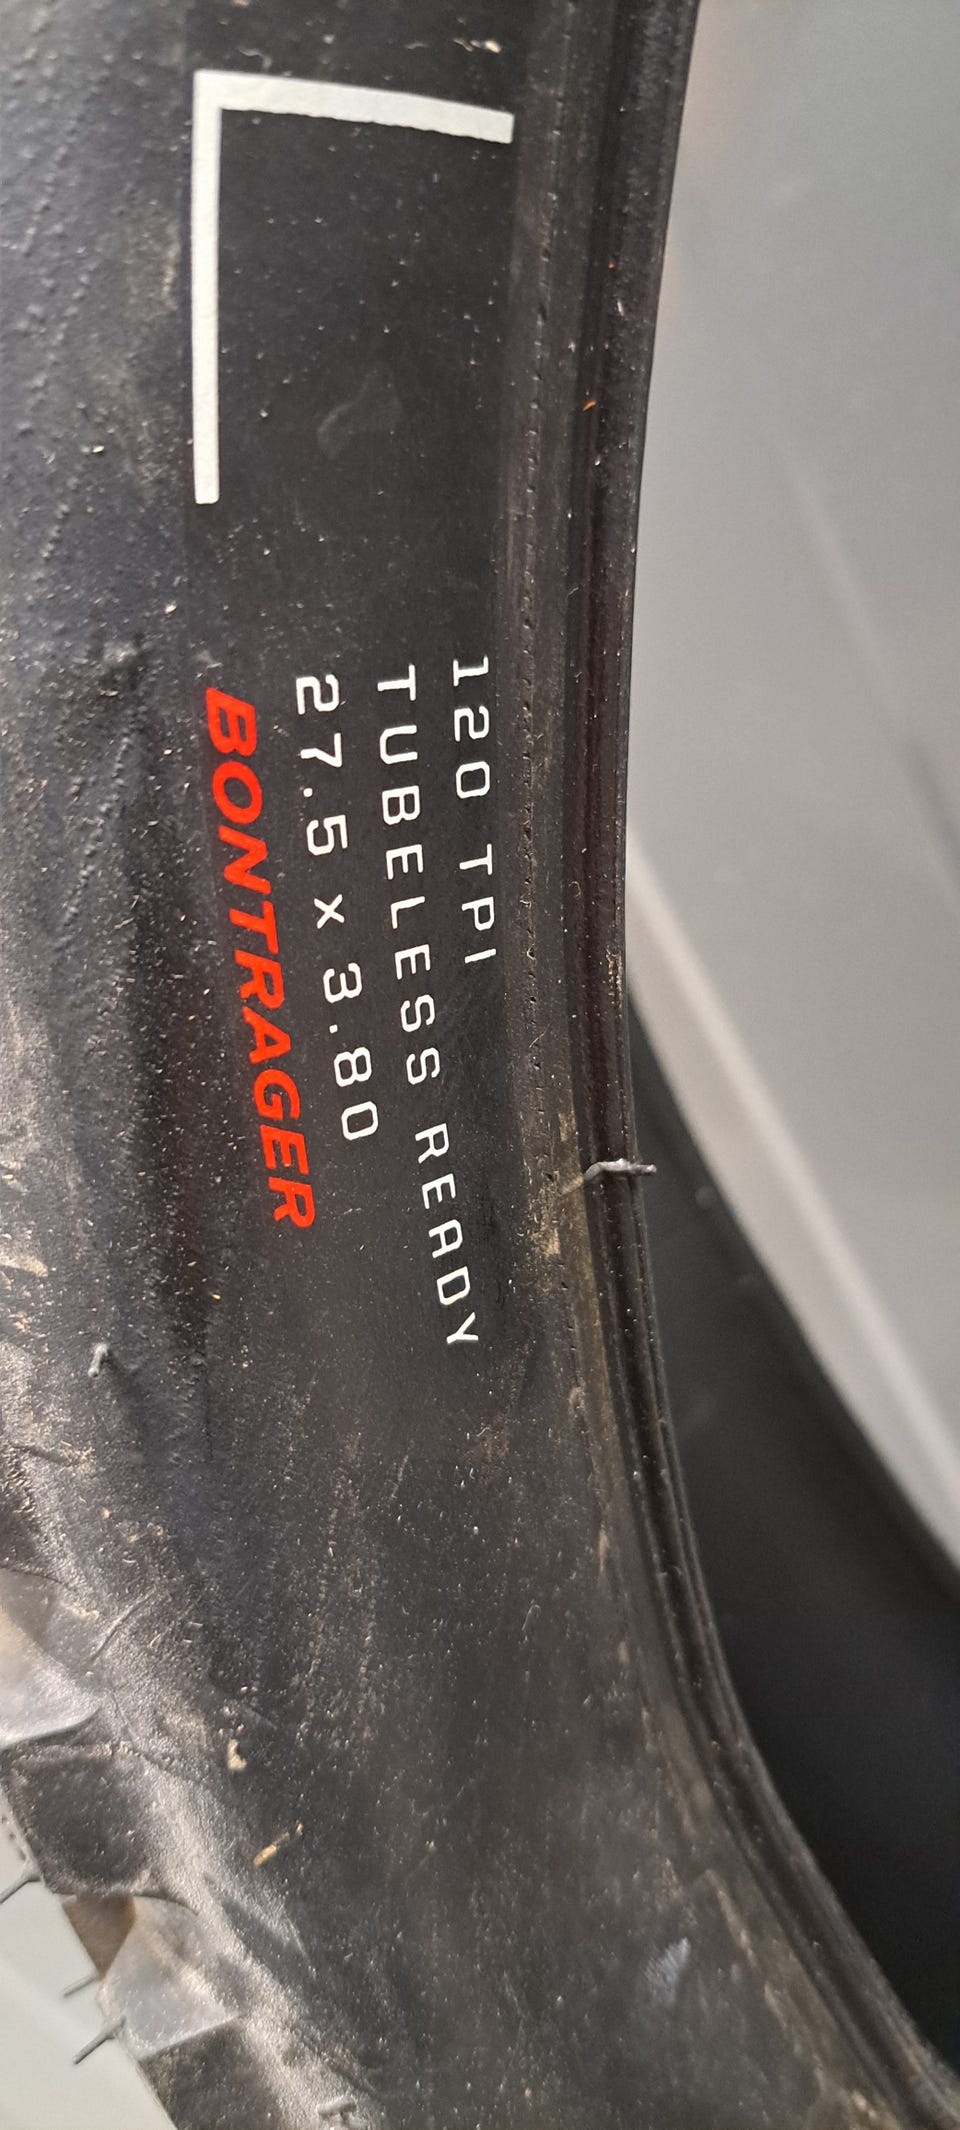 BONTRAGER
27.5 x 3.80
TUBELESS READY
120 TPI